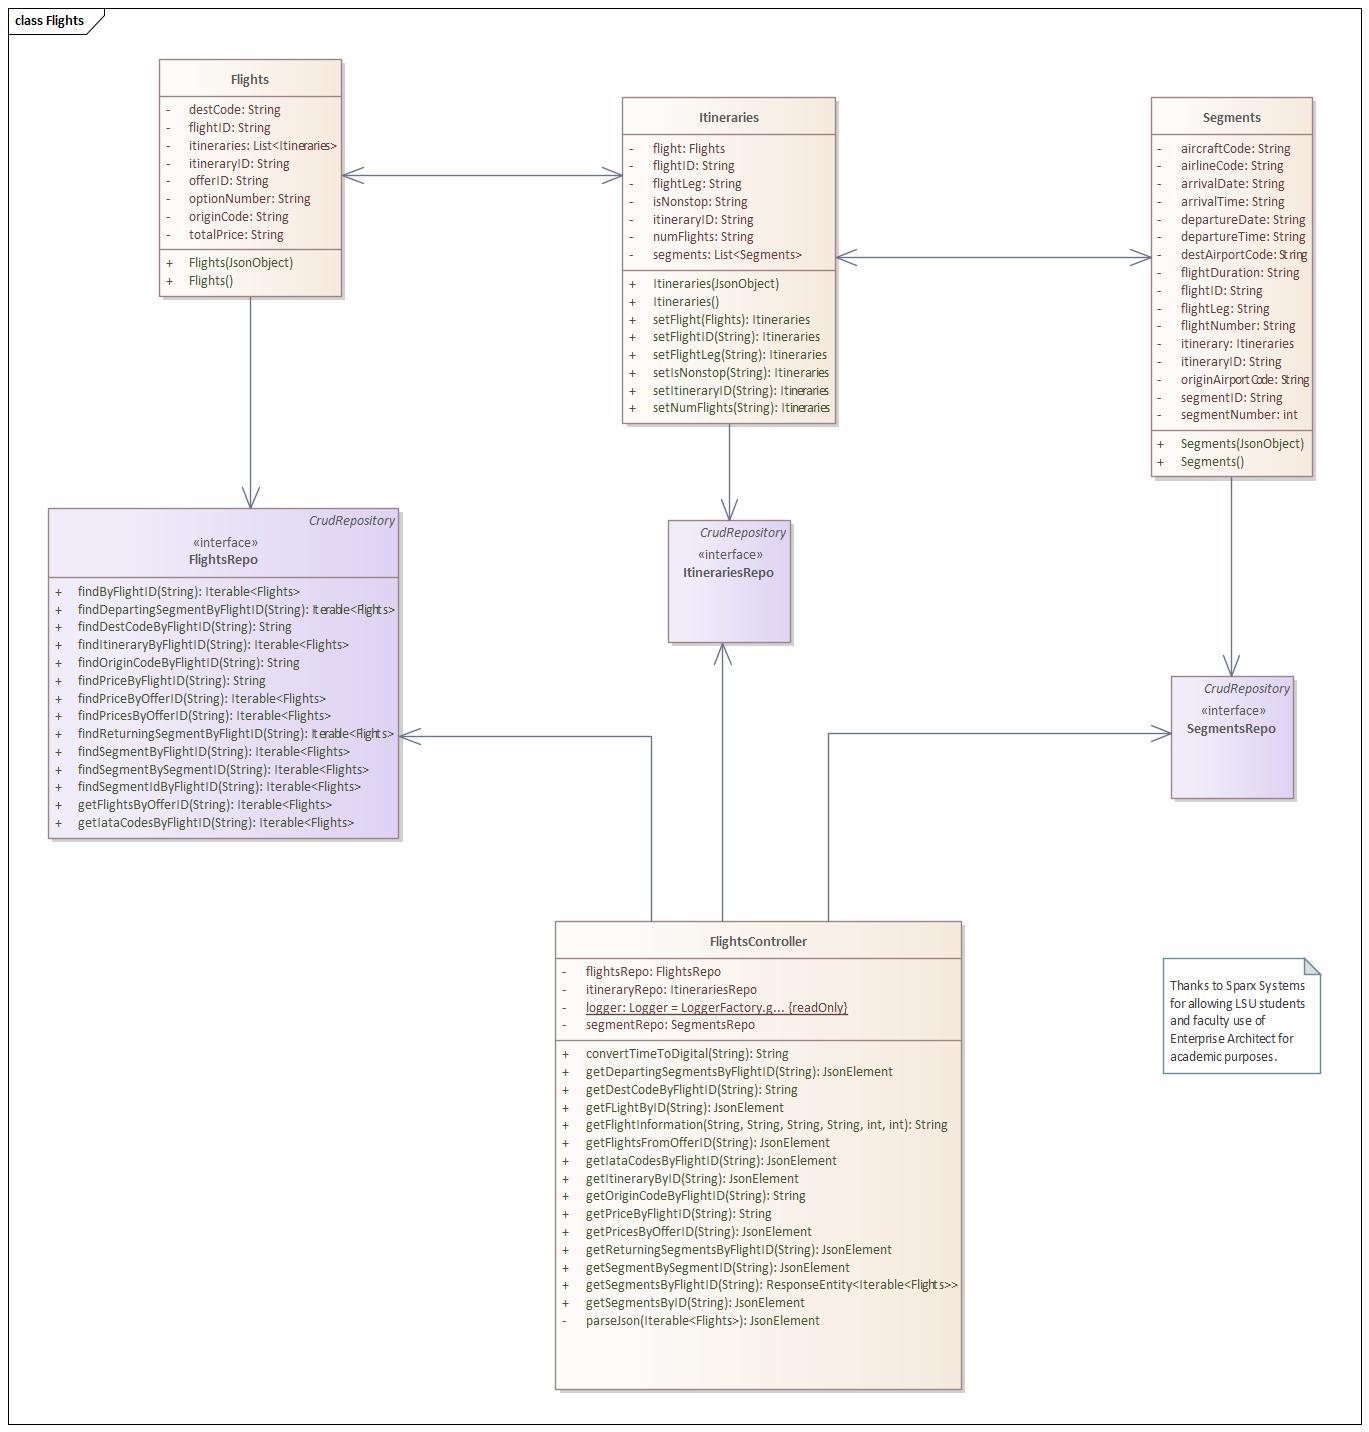 class Flights
Flights
- destCode: String
- flightID: String
- itineraries: List<Itineraries>
- itineraryID: String
- offerID: String
- optionNumber: String
- originCode: String
- totalPrice: String
+ Flights(JsonObject)
+ Flights()
Itineraries
- flight: Flights
- flightID: String
- flightLeg: String
- isNonstop: String
- itineraryID: String
- numFlights: String
- segments: List<Segments>
+ Itineraries(JsonObject)
+ Itineraries()
+ setFlight(Flights): Itineraries
+ setFlightID(String): Itineraries
+ setFlightLeg(String): Itineraries
+ setIsNonstop(String): Itineraries
+ setItineraryID(String): Itineraries
+ setNumFlights(String): Itineraries
Segments
- aircraftCode: String
- airlineCode: String
- arrivalDate: String
- arrivalTime: String
- departureDate: String
- departureTime: String
- destAirportCode: String
- flightDuration: String
- flightID: String
- flightLeg: String
- flightNumber: String
- itinerary: Itineraries
- itineraryID: String
- originAirportCode: String
- segmentID: String
- segmentNumber: int
+ Segments(JsonObject)
+ Segments()
CrudRepository
«interface»
FlightsRepo
+ findByFlightID(String): Iterable<Flights>
+ findDepartingSegmentByFlightID(String): Iterable<Flights>
+ findDestCodeByFlightID(String): String
+ findItineraryByFlightID(String): Iterable<Flights>
+ findOriginCodeByFlightID(String): String
+ findPriceByFlightID(String): String
+ findPriceByOfferID(String): Iterable<Flights>
+ findPricesByOfferID(String): Iterable<Flights>
+ findReturningSegmentByFlightID(String): Iterable<Flights>
+ findSegmentByFlightID(String): Iterable<Flights>
+ findSegmentBySegmentID(String): Iterable<Flights>
+ findSegmentIdByFlightID(String): Iterable<Flights>
+ getFlightsByOfferID(String): Iterable<Flights>
+ getIataCodesByFlightID(String): Iterable<Flights>
CrudRepository
«interface»
ItinerariesRepo
CrudRepository
«interface»
SegmentsRepo
FlightsController
- flightsRepo: FlightsRepo
- itineraryRepo: ItinerariesRepo
- logger: Logger = LoggerFactory.g... {readOnly}
- segmentRepo: SegmentsRepo
+ convertTimeToDigital(String): String
+ getDepartingSegmentsByFlightID(String): JsonElement
+ getDestCodeByFlightID(String): String
+ getFLightByID(String): JsonElement
+ getFlightInformation(String, String, String, String, int, int): String
+ getFlightsFromOfferID(String): JsonElement
+ getIataCodesByFlightID(String): JsonElement
+ getItineraryByID(String): JsonElement
+ getOriginCodeByFlightID(String): String
+ getPriceByFlightID(String): String
+ getPricesByOfferID(String): JsonElement
+ getReturningSegmentsByFlightID(String): JsonElement
+ getSegmentBySegmentID(String): JsonElement
+ getSegmentsByFlightID(String): ResponseEntity<Iterable<Flights>>
+ getSegmentsByID(String): JsonElement
- parseJson(Iterable<Flights>): JsonElement
Thanks to Sparx Systems
for allowing LSU students
and faculty use of
Enterprise Architect for
academic purposes.